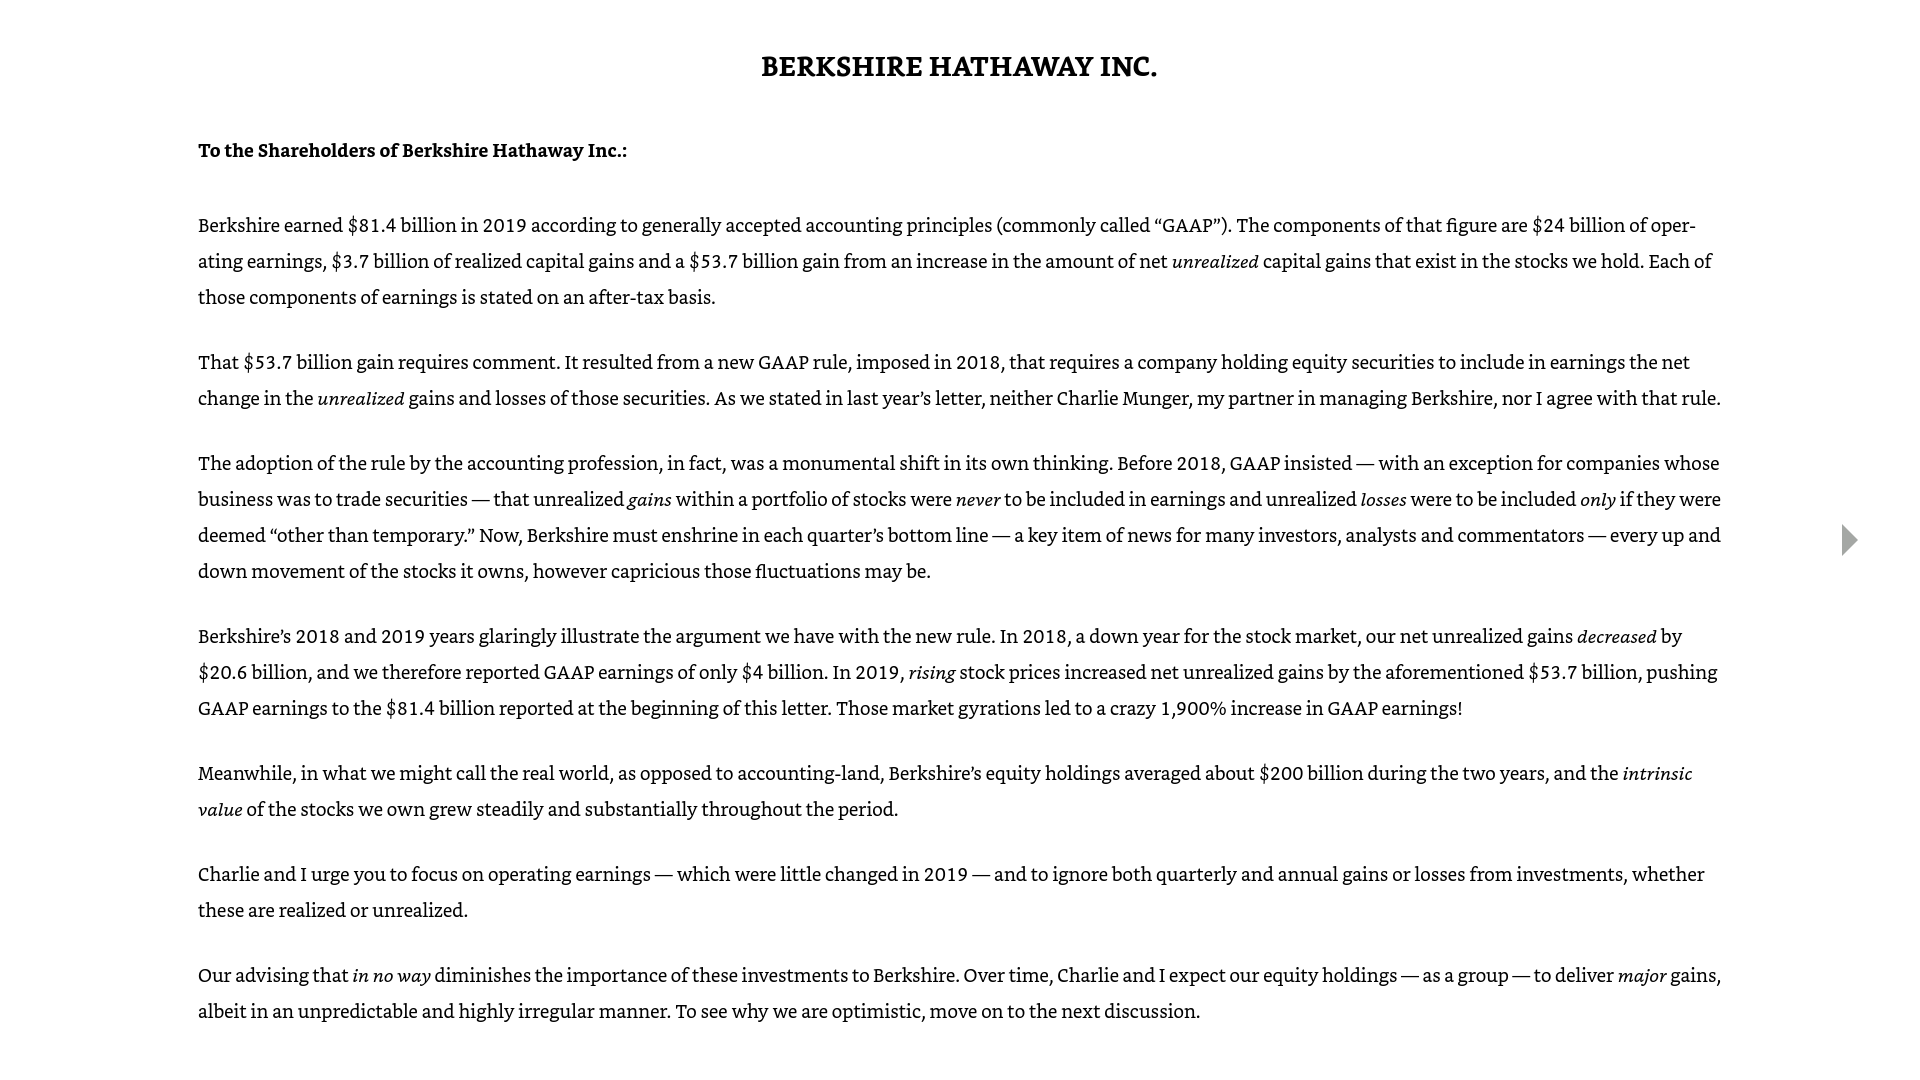 BERKSHIRE HATHAWAY INC.
To the Shareholders of Berkshire Hathaway Inc.:
Berkshire earned $81.4 billion in 2019 according to generally accepted accounting principles (commonly called “GAAP”). The components of that figure are $24 billion of oper-
ating earnings, $3.7 billion of realized capital gains and a $53.7 billion gain from an increase in the amount of net unrealized capital gains that exist in the stocks we hold. Each of
those components of earnings is stated on an after-tax basis.
That $53.7 billion gain requires comment. It resulted from a new GAAP rule, imposed in 2018, that requires a company holding equity securities to include in earnings the net
change in the unrealized gains and losses of those securities. As we stated in last year’s letter, neither Charlie Munger, my partner in managing Berkshire, nor I agree with that rule.
The adoption of the rule by the accounting profession, in fact, was a monumental shift in its own thinking. Before 2018, GAAP insisted — with an exception for companies whose
business was to trade securities — that unrealized gains within a portfolio of stocks were never to be included in earnings and unrealized losses were to be included only if they were
deemed “other than temporary.” Now, Berkshire must enshrine in each quarter’s bottom line — a key item of news for many investors, analysts and commentators — every up and
down movement of the stocks it owns, however capricious those fluctuations may be.
Berkshire’s 2018 and 2019 years glaringly illustrate the argument we have with the new rule. In 2018, a down year for the stock market, our net unrealized gains decreased by
$20.6 billion, and we therefore reported GAAP earnings of only $4 billion. In 2019, rising stock prices increased net unrealized gains by the aforementioned $53.7 billion, pushing
GAAP earnings to the $81.4 billion reported at the beginning of this letter. Those market gyrations led to a crazy 1,900% increase in GAAP earnings!
Meanwhile, in what we might call the real world, as opposed to accounting-land, Berkshire’s equity holdings averaged about $200 billion during the two years, and the intrinsic
value of the stocks we own grew steadily and substantially throughout the period.
Charlie and I urge you to focus on operating earnings — which were little changed in 2019 — and to ignore both quarterly and annual gains or losses from investments, whether
these are realized or unrealized.
Our advising that in no way diminishes the importance of these investments to Berkshire. Over time, Charlie and I expect our equity holdings — as a group — to deliver major gains,
albeit in an unpredictable and highly irregular manner. To see why we are optimistic, move on to the next discussion.